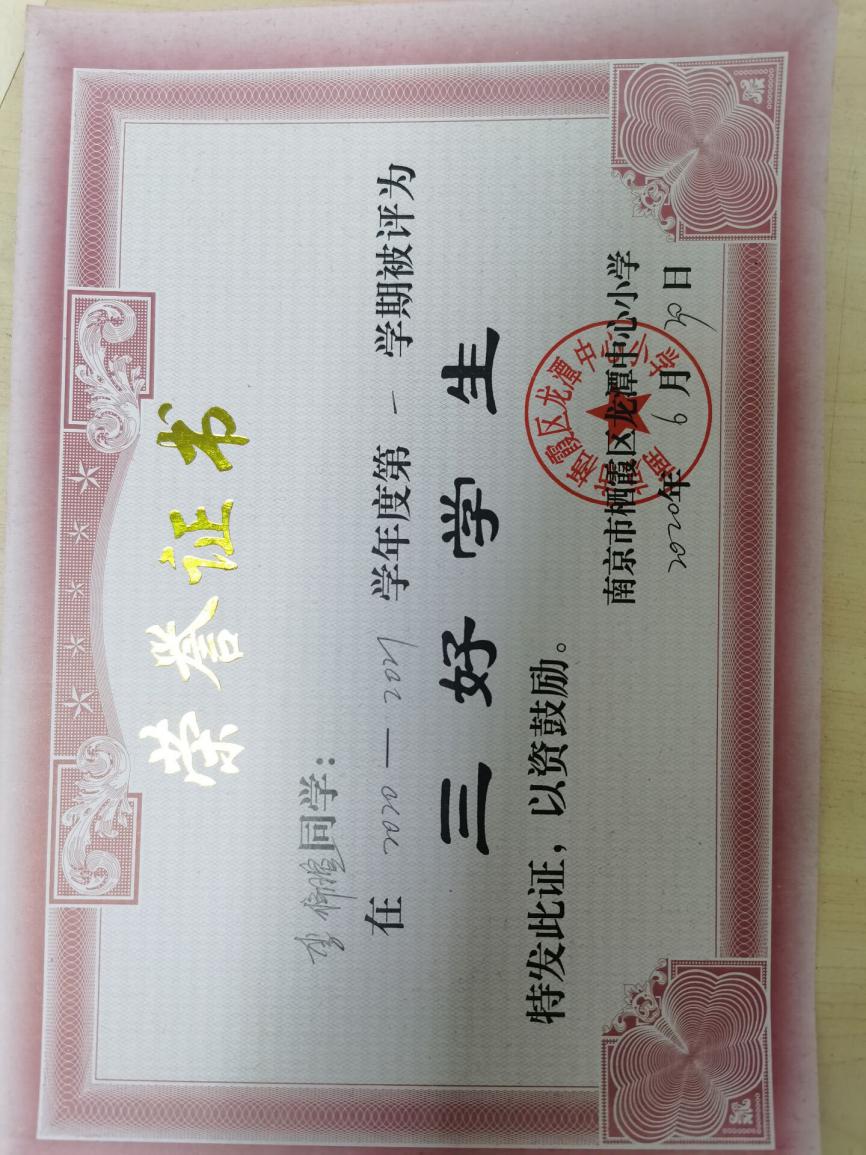 荣誉证书
李 同学:
在 2020—2021 学年度第 一 学期被评为
三好学生
特发此证，以资鼓励。
南京市栖霞区龙潭中心小学
2020年 9 月 日